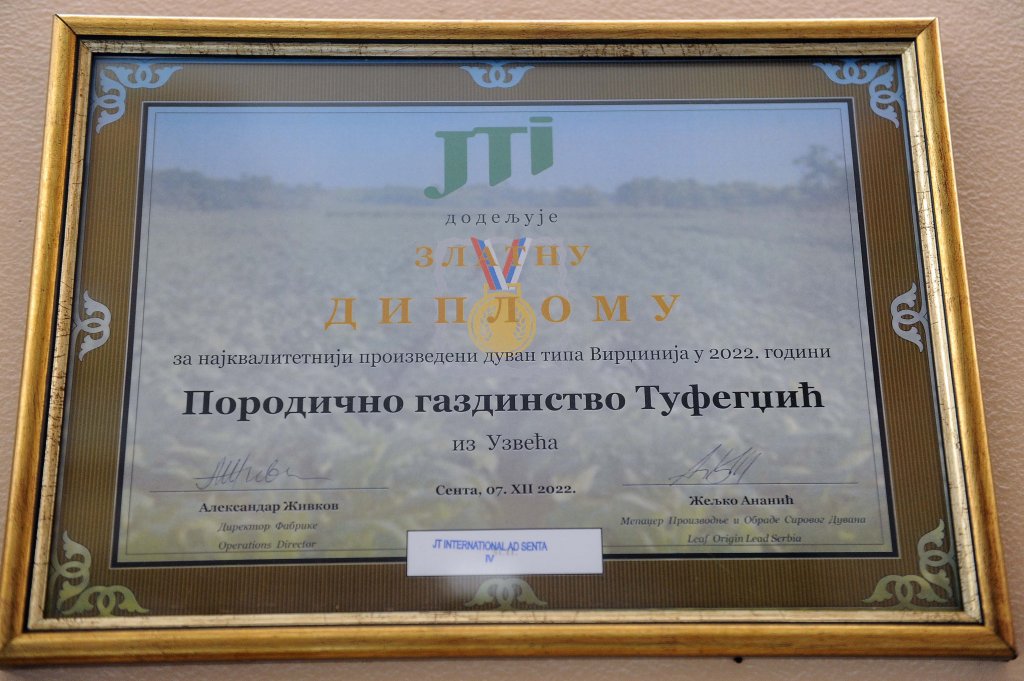 JTi
додељује
ЗЛАТНУ
ДИПЛОМУ
за најквалитетнији произведени дуван типа Вирџинија у 2022. години
Породично газдинство Туфегџић
из Узвећа
Сента, 07. XII 2022.
Александар Живков
Директор Фабрике
Operations Director
Жељко Ананић
Менаџер Производње и Обраде Сировог Дувана
Leaf Origin Lead Serbia
JT INTERNATIONAL AD SENTA
IV